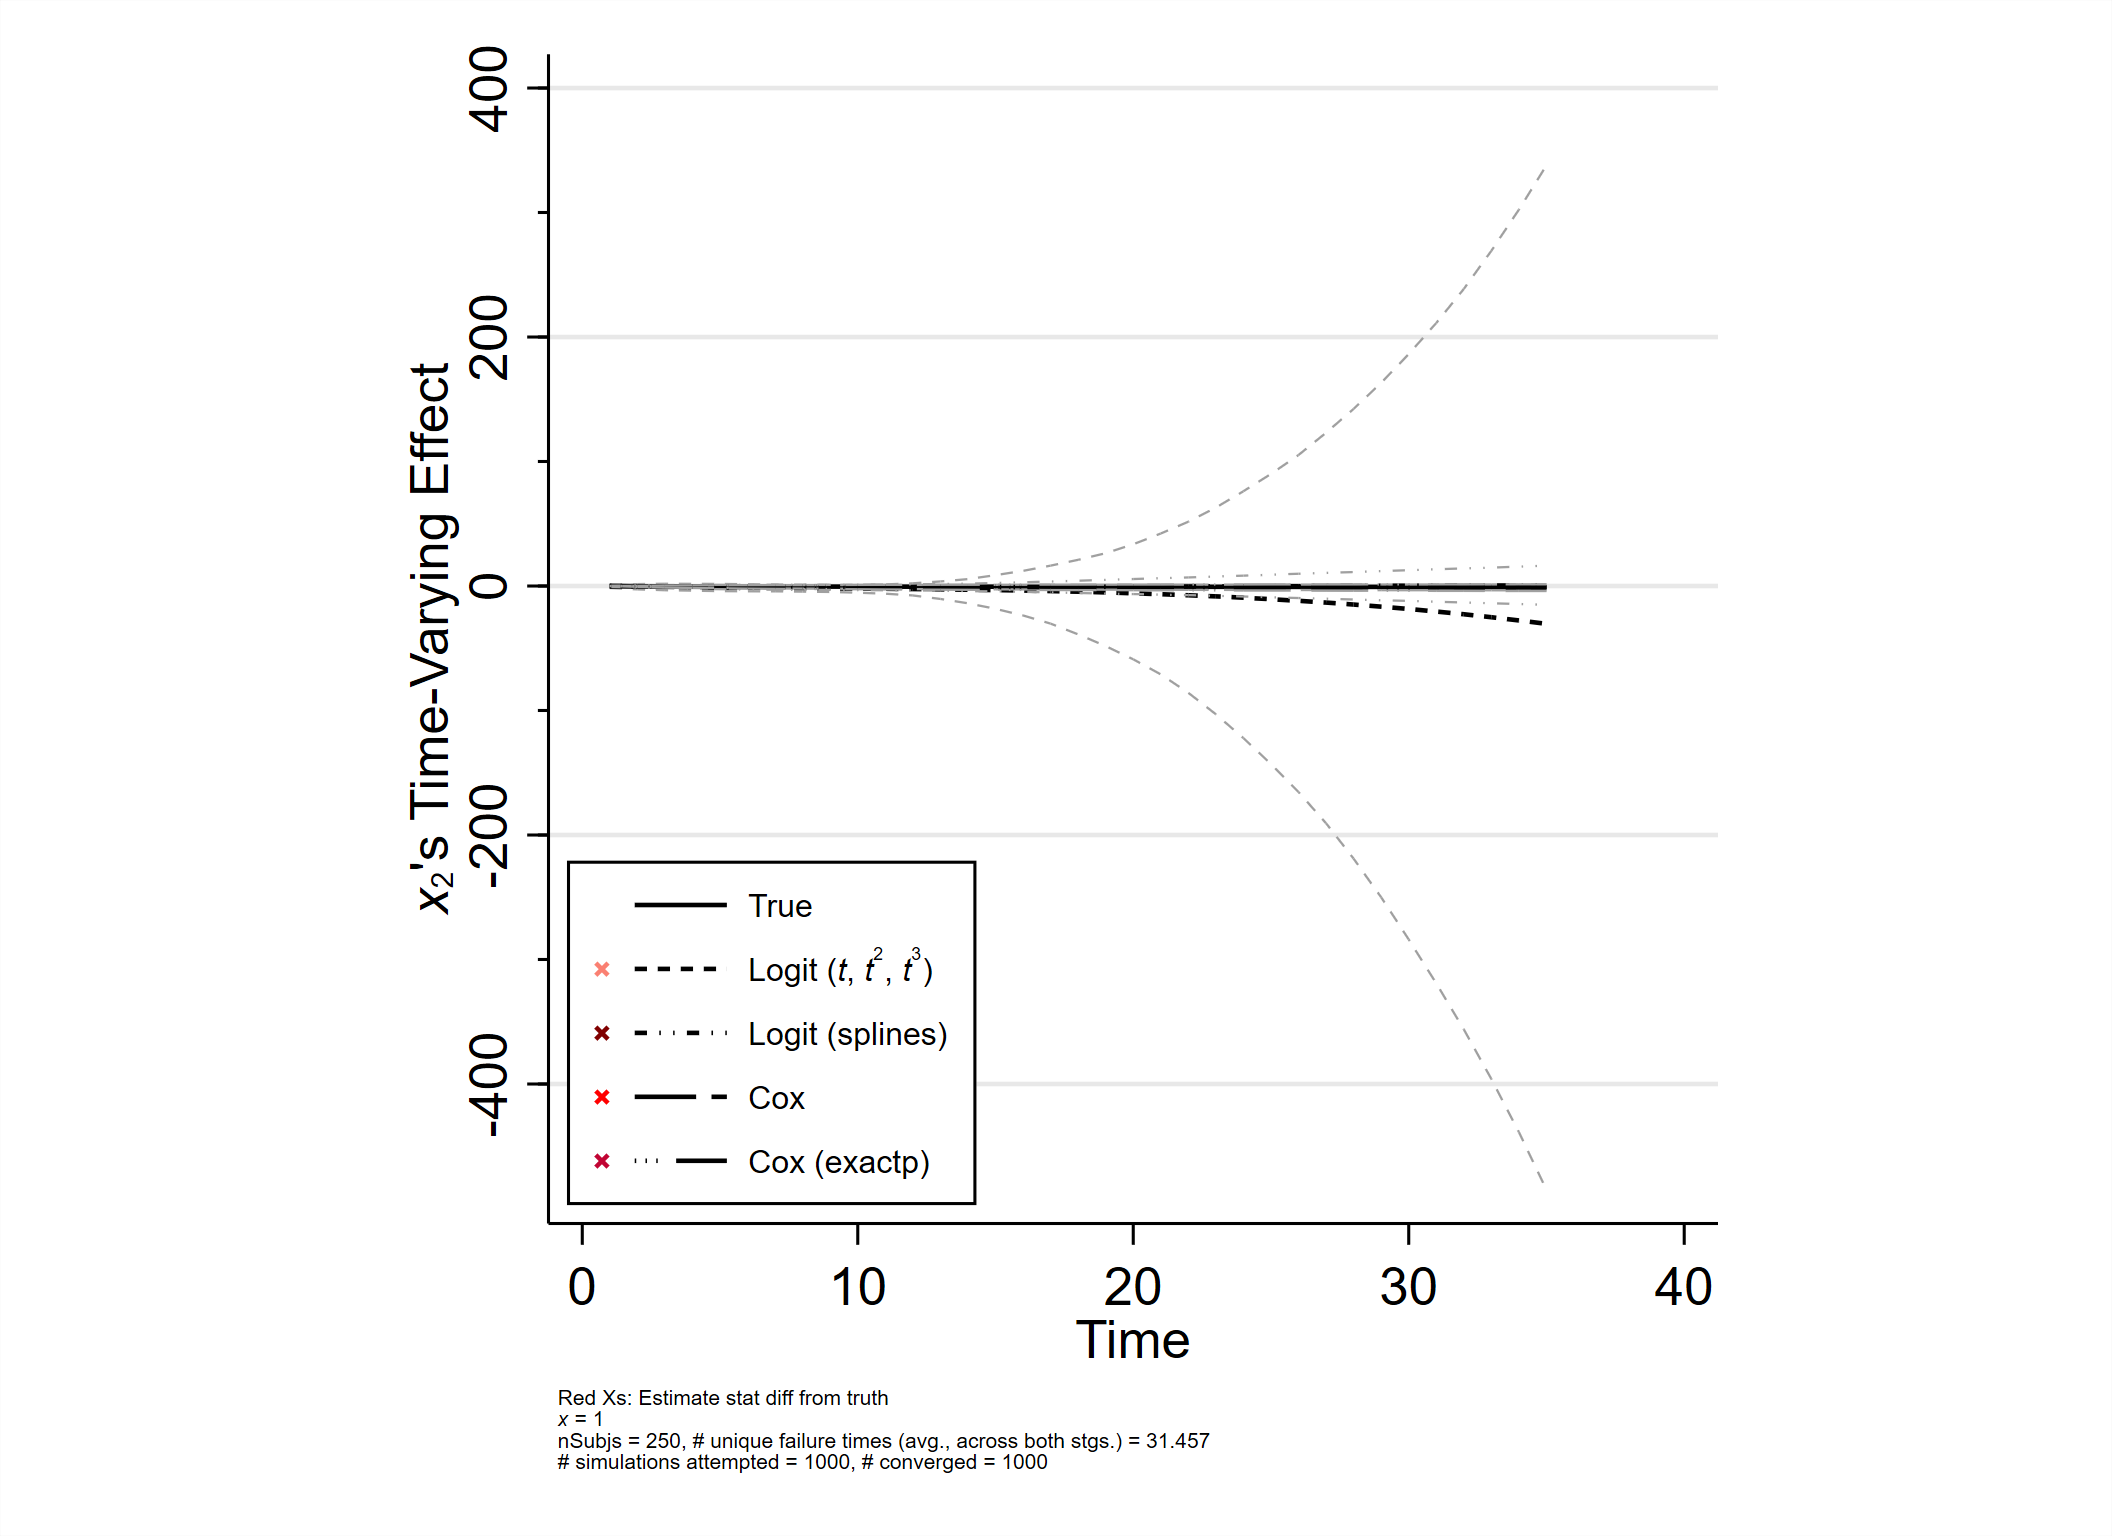 400
200
0
-200
-400
x₂'s Time-Varying Effect
True
Logit (t, t², t³)
Logit (splines)
Cox
Cox (exactp)
0 10 20 30 40
Time
Red Xs: Estimate stat diff from truth
x = 1
nSubjs = 250, # unique failure times (avg., across both stgs.) = 31.457
# simulations attempted = 1000, # converged = 1000